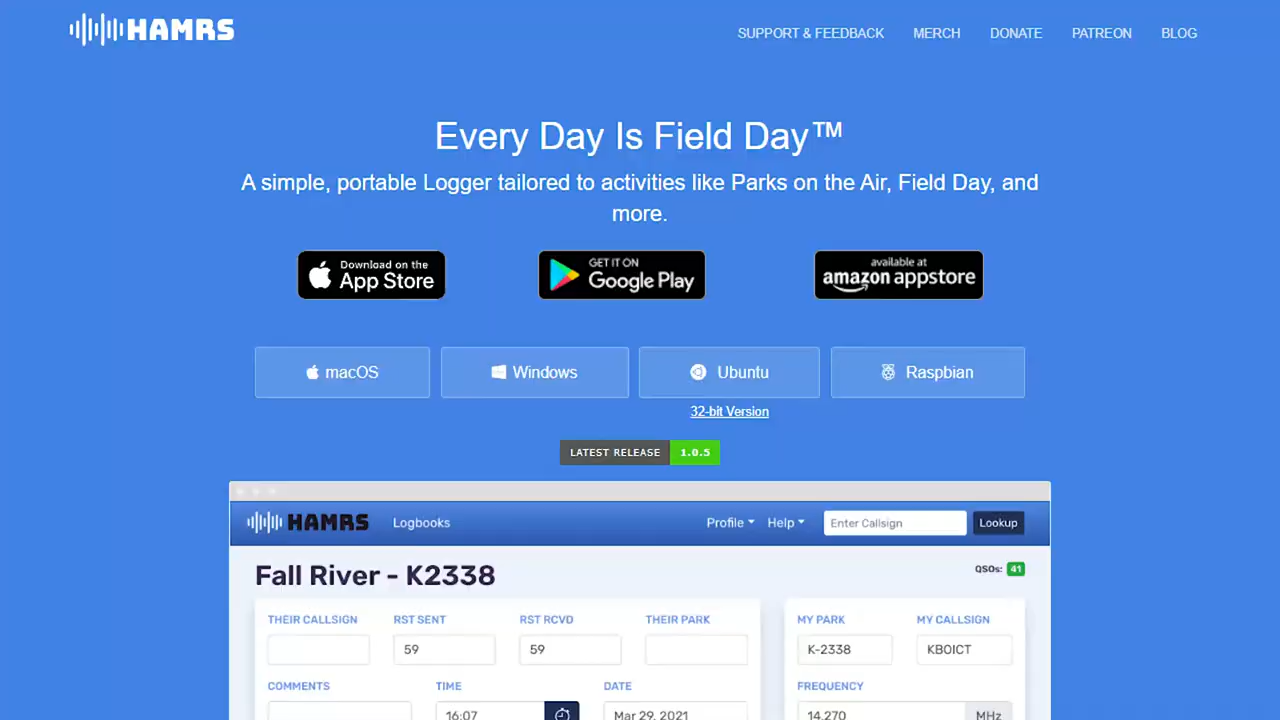 HAMRS
SUPPORT & FEEDBACK MERCH DONATE PATREON BLOG
Every Day Is Field Day™
A simple, portable Logger tailored to activities like Parks on the Air, Field Day, and
more.
Download on the
App Store
GET IT ON
Google Play
available at
amazon appstore
macOS Windows Ubuntu Raspbian
32-bit Version
LATEST RELEASE 1.0.5
HAMRS Logbooks Profile Help Enter Callsign Lookup
Fall River - K2338
QSOs: 41
THEIR CALLSIGN RST SENT RST RCVD THEIR PARK MY PARK MY CALLSIGN
59 59 K-2338 KB0ICT
COMMENTS TIME DATE FREQUENCY
16:07 Mar 29, 2021 14.270 MHz